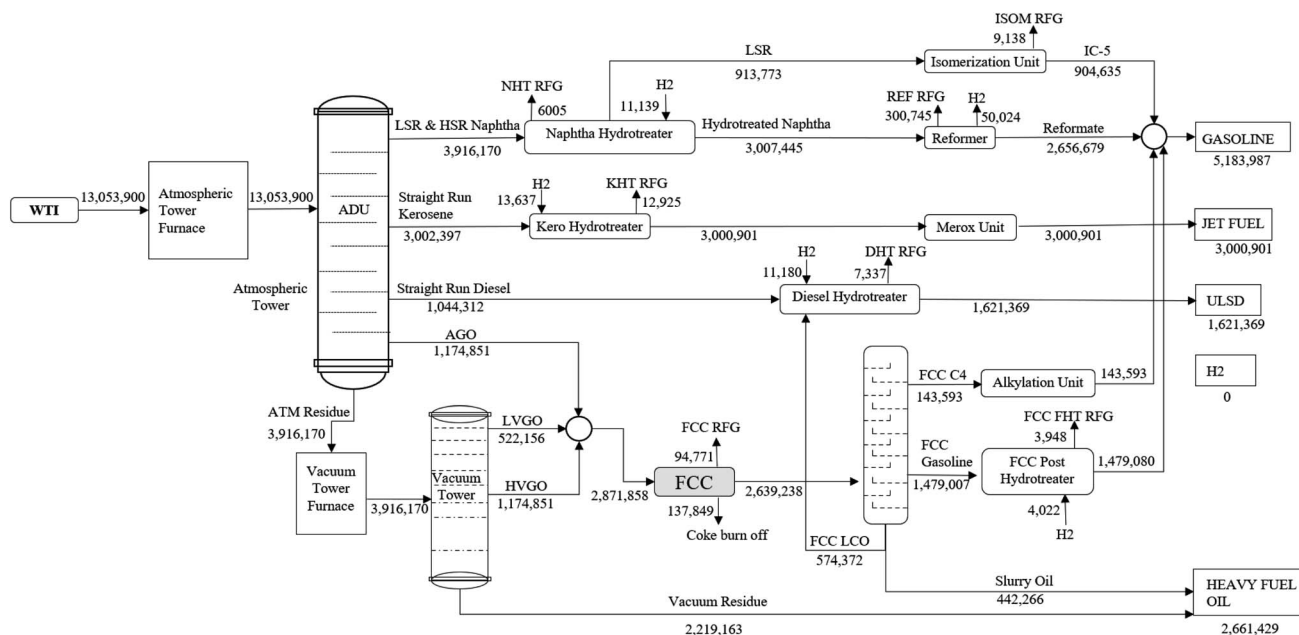 ISOM RFG
9,138
LSR
913,773
Isomerization Unit
IC-5
904,635
NHT RFG
6005
H2
11,139
REF RFG
300,745
H2
50,024
LSR & HSR Naphtha
3,916,170
Naphtha Hydrotreater
Hydrotreated Naphtha
3,007,445
Reformer
Reformate
2,656,679
GASOLINE
5,183,987
WTI
13,053,900
Atmospheric
Tower
Furnace
13,053,900
ADU
Straight Run
Kerosene
3,002,397
H2
13,637
KHT RFG
12,925
Kero Hydrotreater
3,000,901
Merox Unit
3,000,901
JET FUEL
3,000,901
Atmospheric
Tower
Straight Run Diesel
1,044,312
H2
11,180
DHT RFG
7,337
Diesel Hydrotreater
1,621,369
ULSD
1,621,369
AGO
1,174,851
H2
0
FCC C4
143,593
Alkylation Unit
143,593
ATM Residue
3,916,170
Vacuum
Tower
Furnace
3,916,170
Vacuum
Tower
LVGO
522,156
HVGO
1,174,851
2,871,858
FCC RFG
94,771
FCC
137,849
Coke burn off
2,639,238
FCC
Gasoline
1,479,007
FCC FHT RFG
3,948
FCC Post
Hydrotreater
1,479,080
4,022
H2
FCC LCO
574,372
Slurry Oil
442,266
Vacuum Residue
2,219,163
HEAVY FUEL
OIL
2,661,429